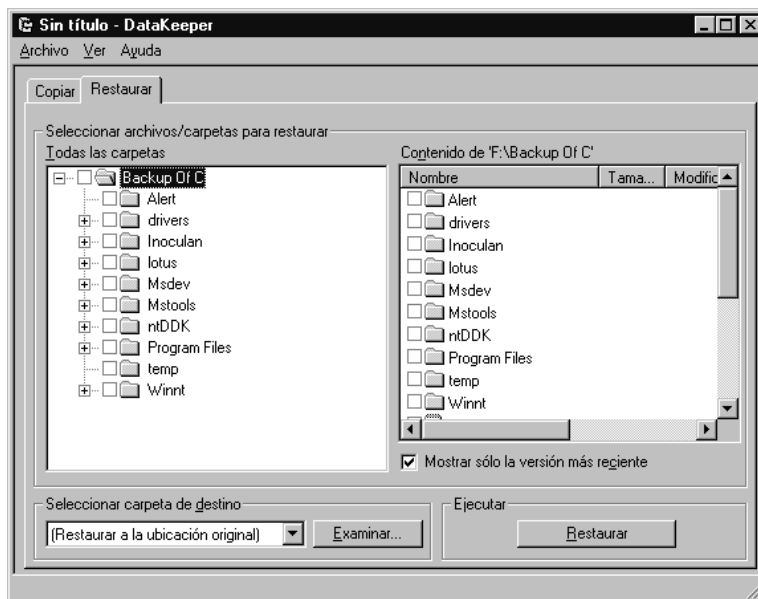 Sin título - DataKeeper
Archivo Ver Ayuda
Copiar Restaurar
Seleccionar archivos/carpetas para restaurar
Todas las carpetas
Backup Of C
Alert
drivers
Inoculan
lotus
Msdev
Mstools
ntDDK
Program Files
temp
Winnt
Contenido de 'F:\Backup Of C'
Nombre Tama... Modific
Alert
drivers
Inoculan
lotus
Msdev
Mstools
ntDDK
Program Files
temp
Winnt
Mostrar sólo la versión más reciente
Seleccionar carpeta de destino
(Restaurar a la ubicación original) Examinar...
Ejecutar
Restaurar